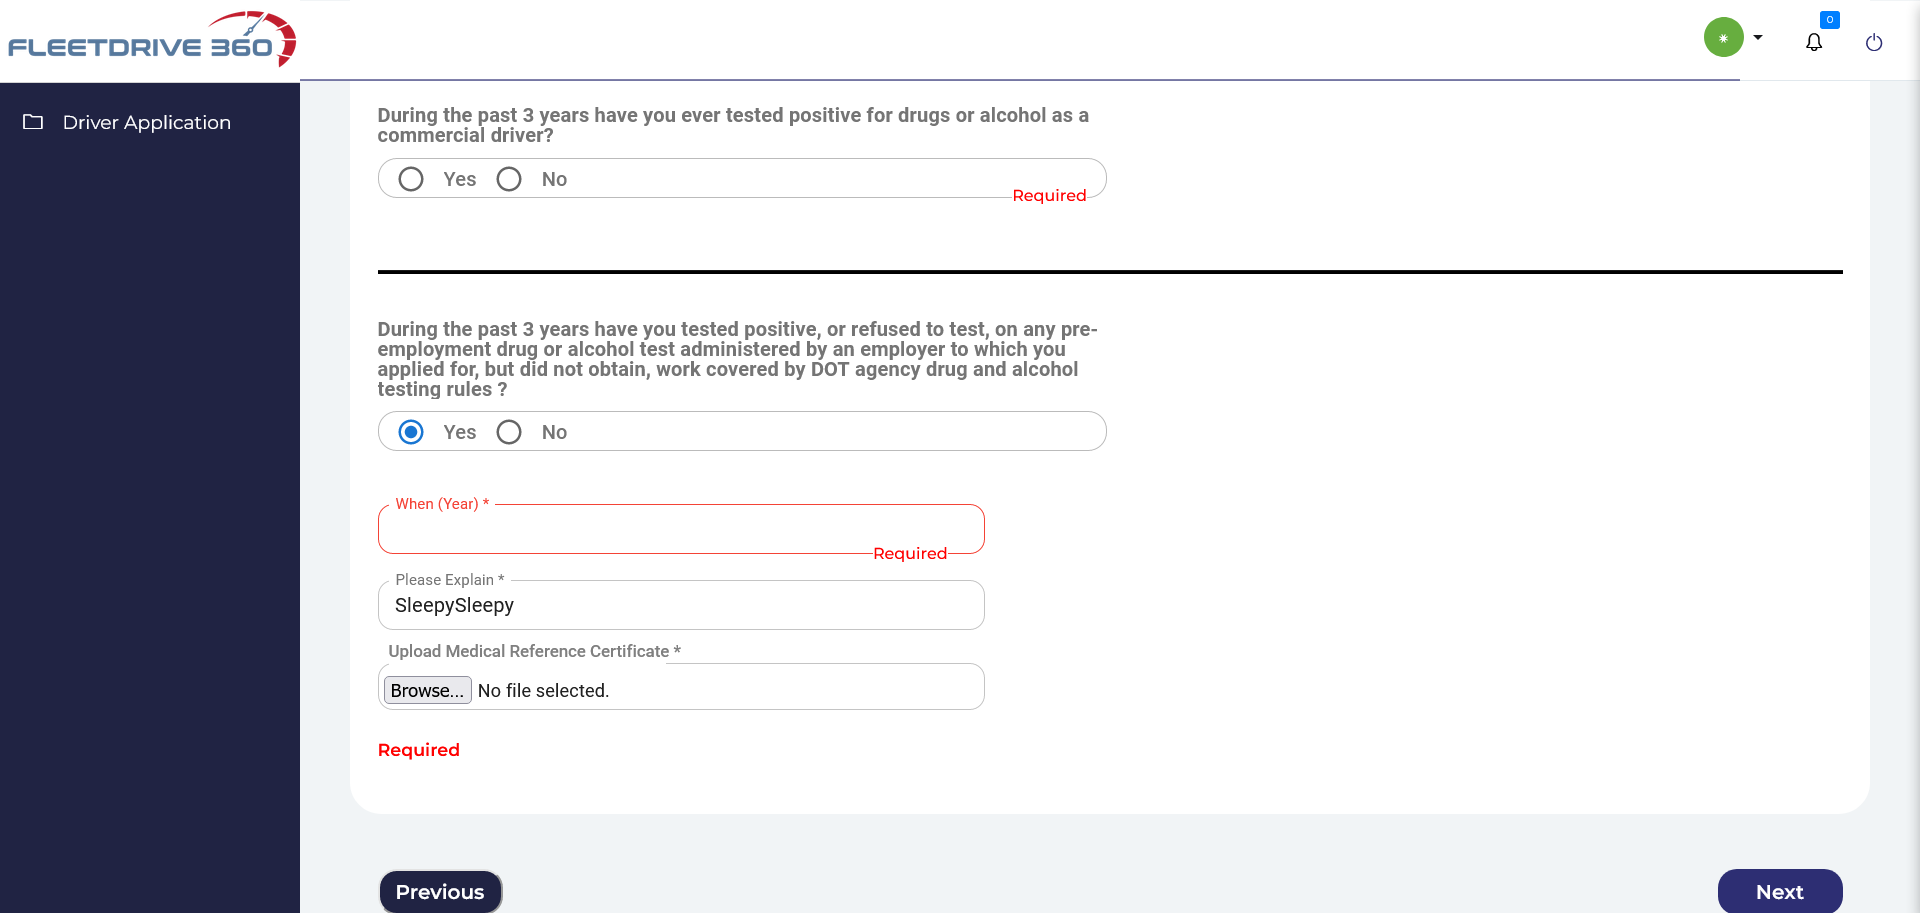 FLEETDRIVE 360
0
Driver Application
During the past 3 years have you ever tested positive for drugs or alcohol as a
commercial driver?
Yes No
Required
During the past 3 years have you tested positive, or refused to test, on any pre-
employment drug or alcohol test administered by an employer to which you
applied for, but did not obtain, work covered by DOT agency drug and alcohol
testing rules ?
Yes No
When (Year) *
Required
Please Explain *
SleepySleepy
Upload Medical Reference Certificate *
Browse... No file selected.
Required
Previous Next